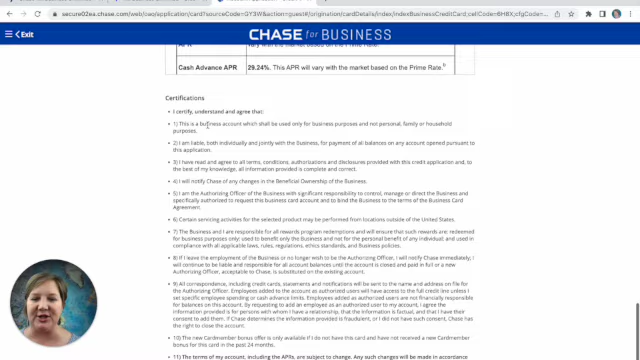 secure02ea.chase.com/web/oao/application/card?sourceCode=GY3W&action=guest#/origination/cardDetails/index/indexBusinessCreditCard;sellCode=6H8X;cfgCode=
Exit
CHASE for BUSINESS
vary with the market based on the Prime Rate.
Cash Advance APR 29.24%. This APR will vary with the market based on the Prime Rate.
Certifications
I certify, understand and agree that:
1) This is a business account which shall be used only for business purposes and not personal, family or household
purposes.
2) I am liable, both individually and jointly with the Business, for payment of all balances on any account opened pursuant to
this application.
3) I have read and agree to all terms, conditions, authorizations and disclosures provided with this credit application and, to
the best of my knowledge, all information provided is complete and correct.
4) I will notify Chase of any changes in the Beneficial Ownership of the Business.
5) I am the Authorizing Officer of the Business with significant responsibility to control, manage or direct the Business and
specifically authorised to request this business card account and to bind the Business to the terms of the Business Card
Agreement.
6) Certain servicing activities for the selected product may be performed from locations outside of the United States.
7) The Business and I are responsible for all rewards program redemptions and will ensure that such rewards are: redeemed
for business purposes only; used to benefit only the Business and not for the personal benefit of any individual; and used in
compliance with all applicable laws, rules, regulations, ethics standards, and Business policies.
8) If I leave the employment of the Business or no longer wish to be the Authorizing Officer, I will notify Chase immediately. I
will continue to be liable and responsible for all account balances until the account is closed and paid in full or a new
Authorizing Officer, acceptable to Chase, is substituted on the existing account.
9) All correspondence, including credit cards, statements and notifications will be sent to the name and address on file for
the Authorizing Officer. Employees added to the account as authorized users will have access to the full credit line unless I
set specific employee spending or cash advance limits. Employees added as authorized users are not financially responsible
for balances on this account. By requesting to add an employee as an authorized user to my account, I agree the
information provided is for persons with whom I have a relationship, that the information is factual, and that I have their
consent to add them. If Chase determines the information provided is fraudulent, or I did not have such consent, Chase has
the right to close the account.
10) The new Cardmember bonus offer is only available if I do not have this card and have not received a new Cardmember
bonus for this card in the past 24 months.
11) The terms of my account, including the APRs, are subject to change. Any such changes will be made in accordance